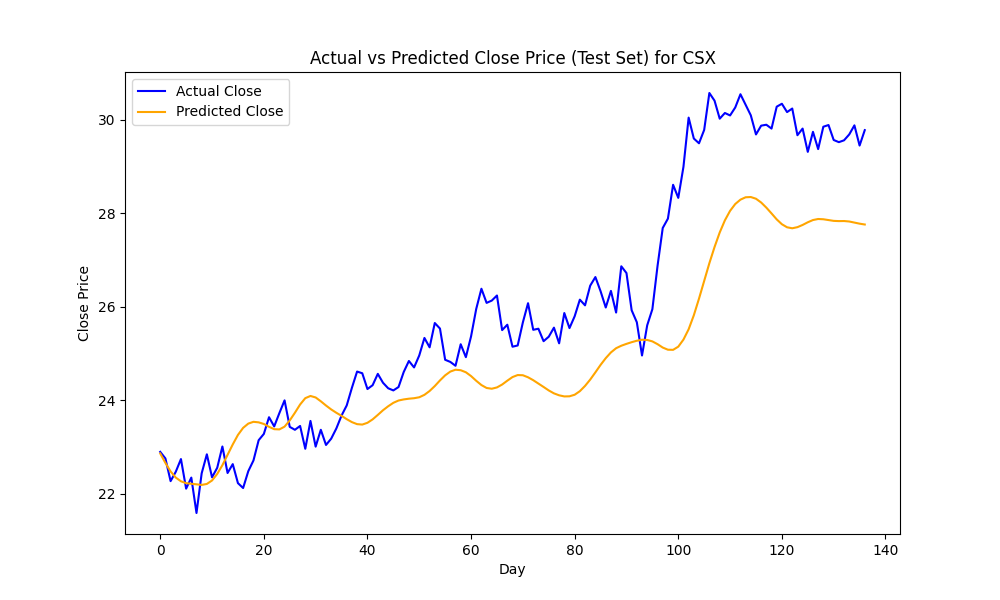 Actual vs Predicted Close Price (Test Set) for CSX
Actual Close
Predicted Close
Close Price
30
28
26
24
22
0 20 40 60 80 100 120 140
Day